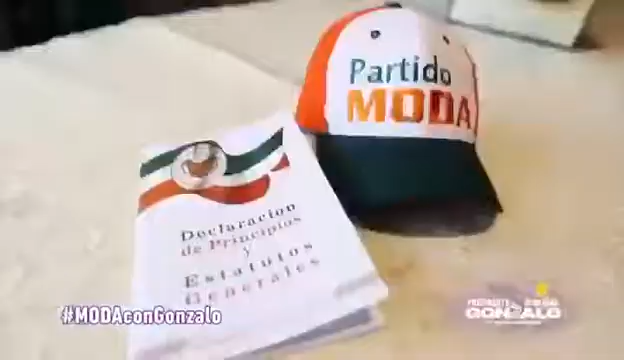 Partido
MODA
Declaracion
de Principios
y
Estatutos
Generales
#MODAconGonzalo
GONZALO